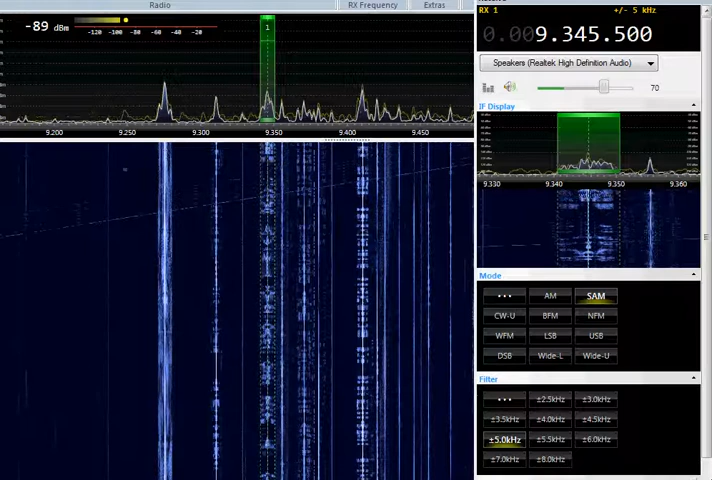 Radio
RX Frequency
Extras
RX 1
+/- 5 kHz
0.009.345.500
-89 dBm
-120 -100 -80 -60 -40 -20
1
Speakers (Realtek High Definition Audio)
70
IF Display
9.200 9.250 9.300 9.350 9.400 9.450
9.330 9.340 9.350 9.360
Mode
••• AM SAM
CW-U BFM NFM
WFM LSB USB
DSB Wide-L Wide-U
Filter
••• ±2.5kHz ±3.0kHz
±3.5kHz ±4.0kHz ±4.5kHz
±5.0kHz ±5.5kHz ±6.0kHz
±7.0kHz ±8.0kHz